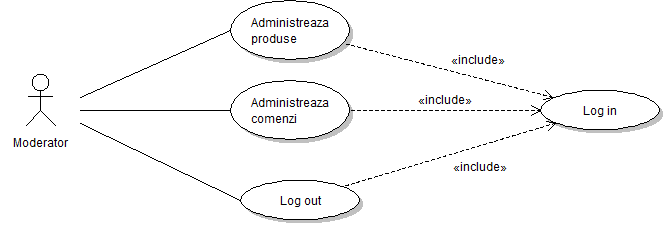 Administreaza
produse
«include»
Administreaza
comenzi
«include»
Log in
Moderator
«include»
Log out